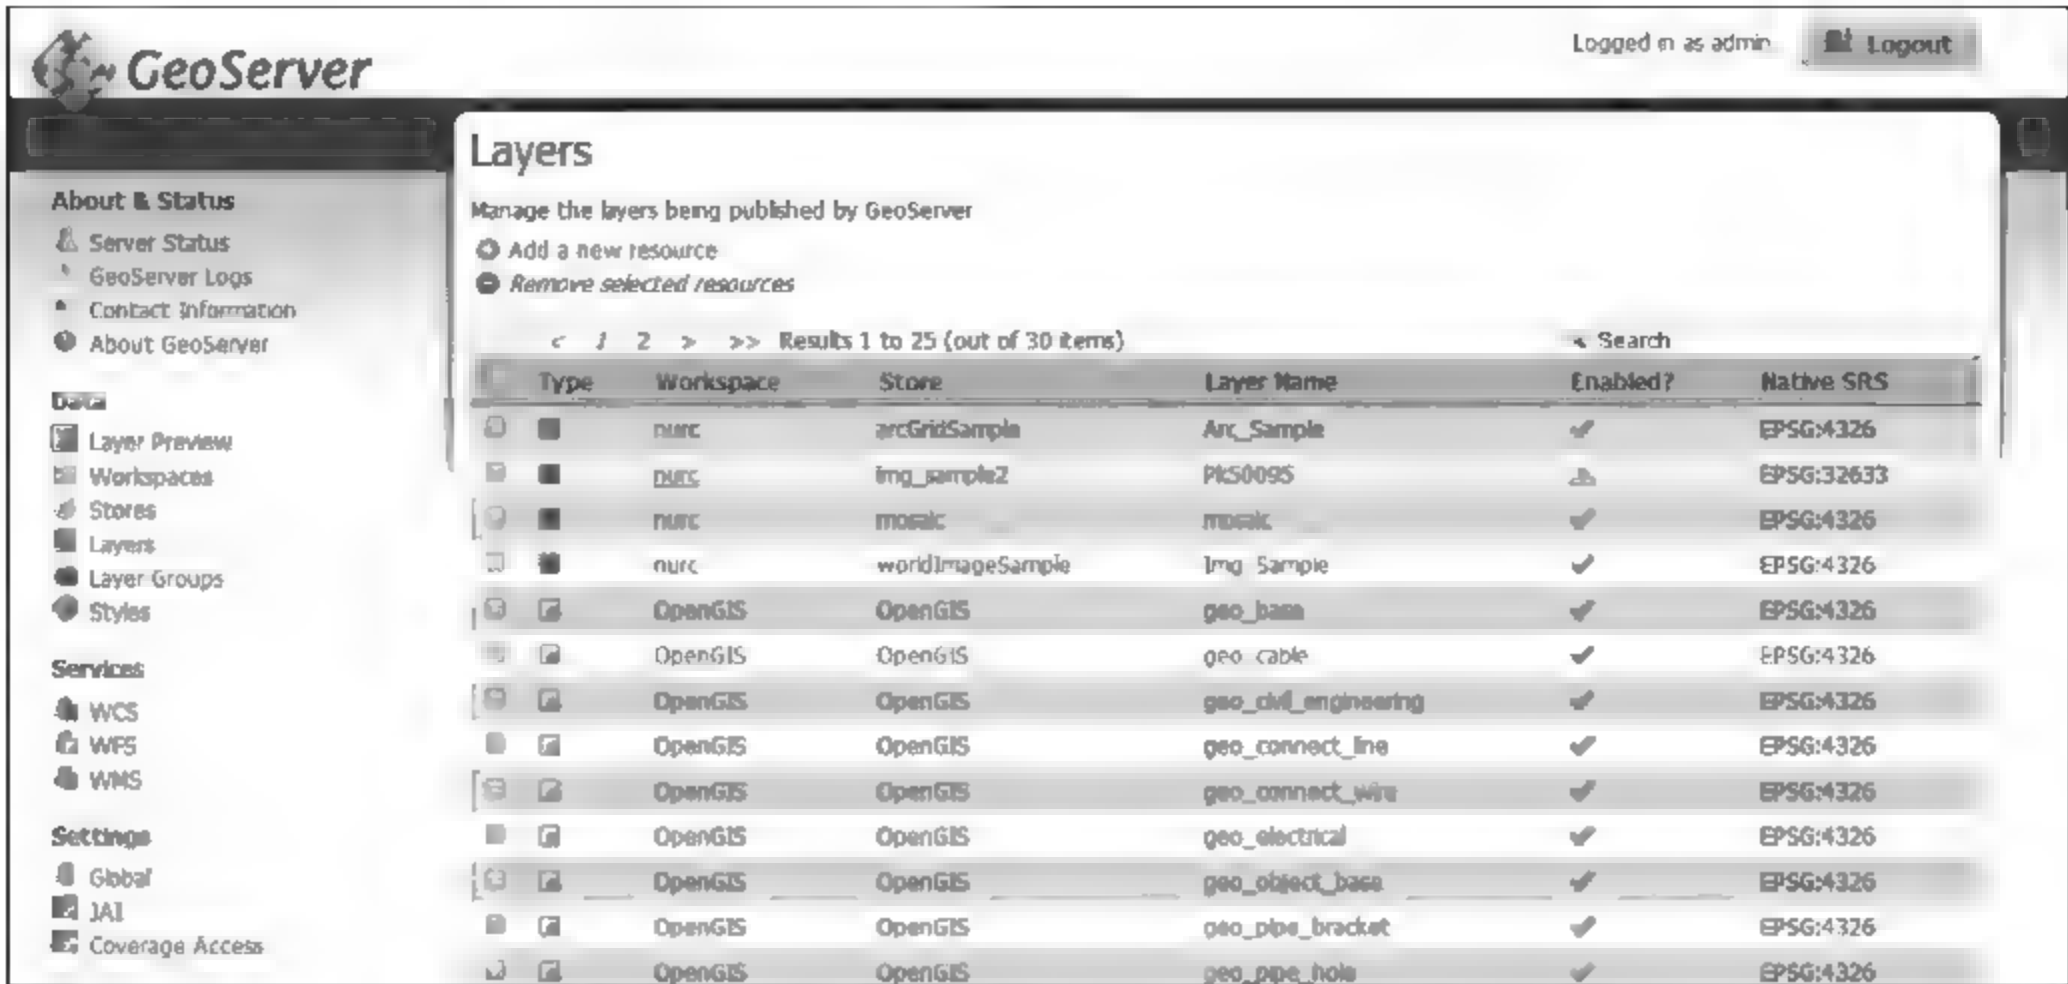 GeoServer
Logged in as admin
Logout
About & Status
Server Status
GeoServer Logs
Contact Information
About GeoServer
Data
Layer Preview
Workspaces
Stores
Layers
Layer Groups
Styles
Services
WCS
WFS
WMS
Settings
Global
JAI
Coverage Access
Layers
Manage the layers being published by GeoServer
Add a new resource
Remove selected resources
< 1 2 > >> Results 1 to 25 (out of 30 items)
Search
Type Workspace Store Layer Name Enabled? Native SRS
nurc arcGridSample Arc_Sample EPSG:4326
nurc img_sample2 Pk50095 EPSG:32633
nurc mosaic mosaic EPSG:4326
nurc worldImageSample Img_Sample EPSG:4326
OpenGIS OpenGIS geo_base EPSG:4326
OpenGIS OpenGIS geo_cable EPSG:4326
OpenGIS OpenGIS geo_civil_engineering EPSG:4326
OpenGIS OpenGIS geo_connect_line EPSG:4326
OpenGIS OpenGIS geo_connect_wire EPSG:4326
OpenGIS OpenGIS geo_electrical EPSG:4326
OpenGIS OpenGIS geo_object_base EPSG:4326
OpenGIS OpenGIS geo_pipe_bracket EPSG:4326
OpenGIS OpenGIS geo_pipe_hole EPSG:4326